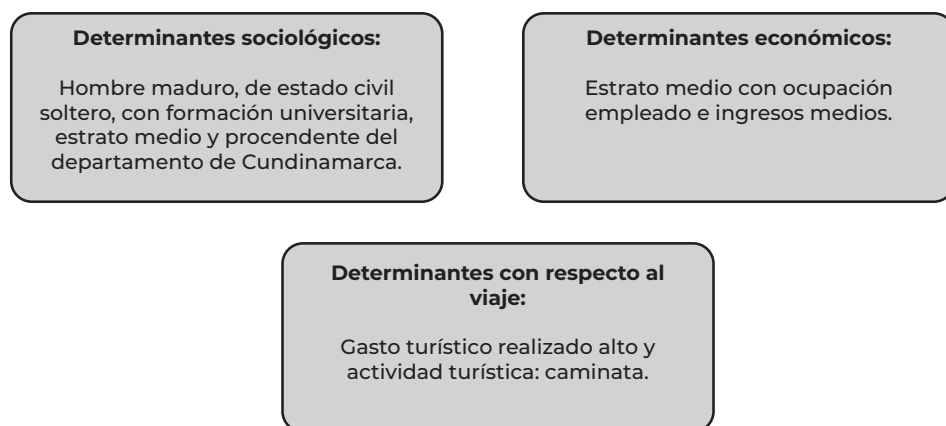 Determinantes sociológicos:
Hombre maduro, de estado civil
soltero, con formación universitaria,
estrato medio y procendente del
departamento de Cundinamarca.
Determinantes económicos:
Estrato medio con ocupación
empleado e ingresos medios.
Determinantes con respecto al
viaje:
Gasto turístico realizado alto y
actividad turística: caminata.